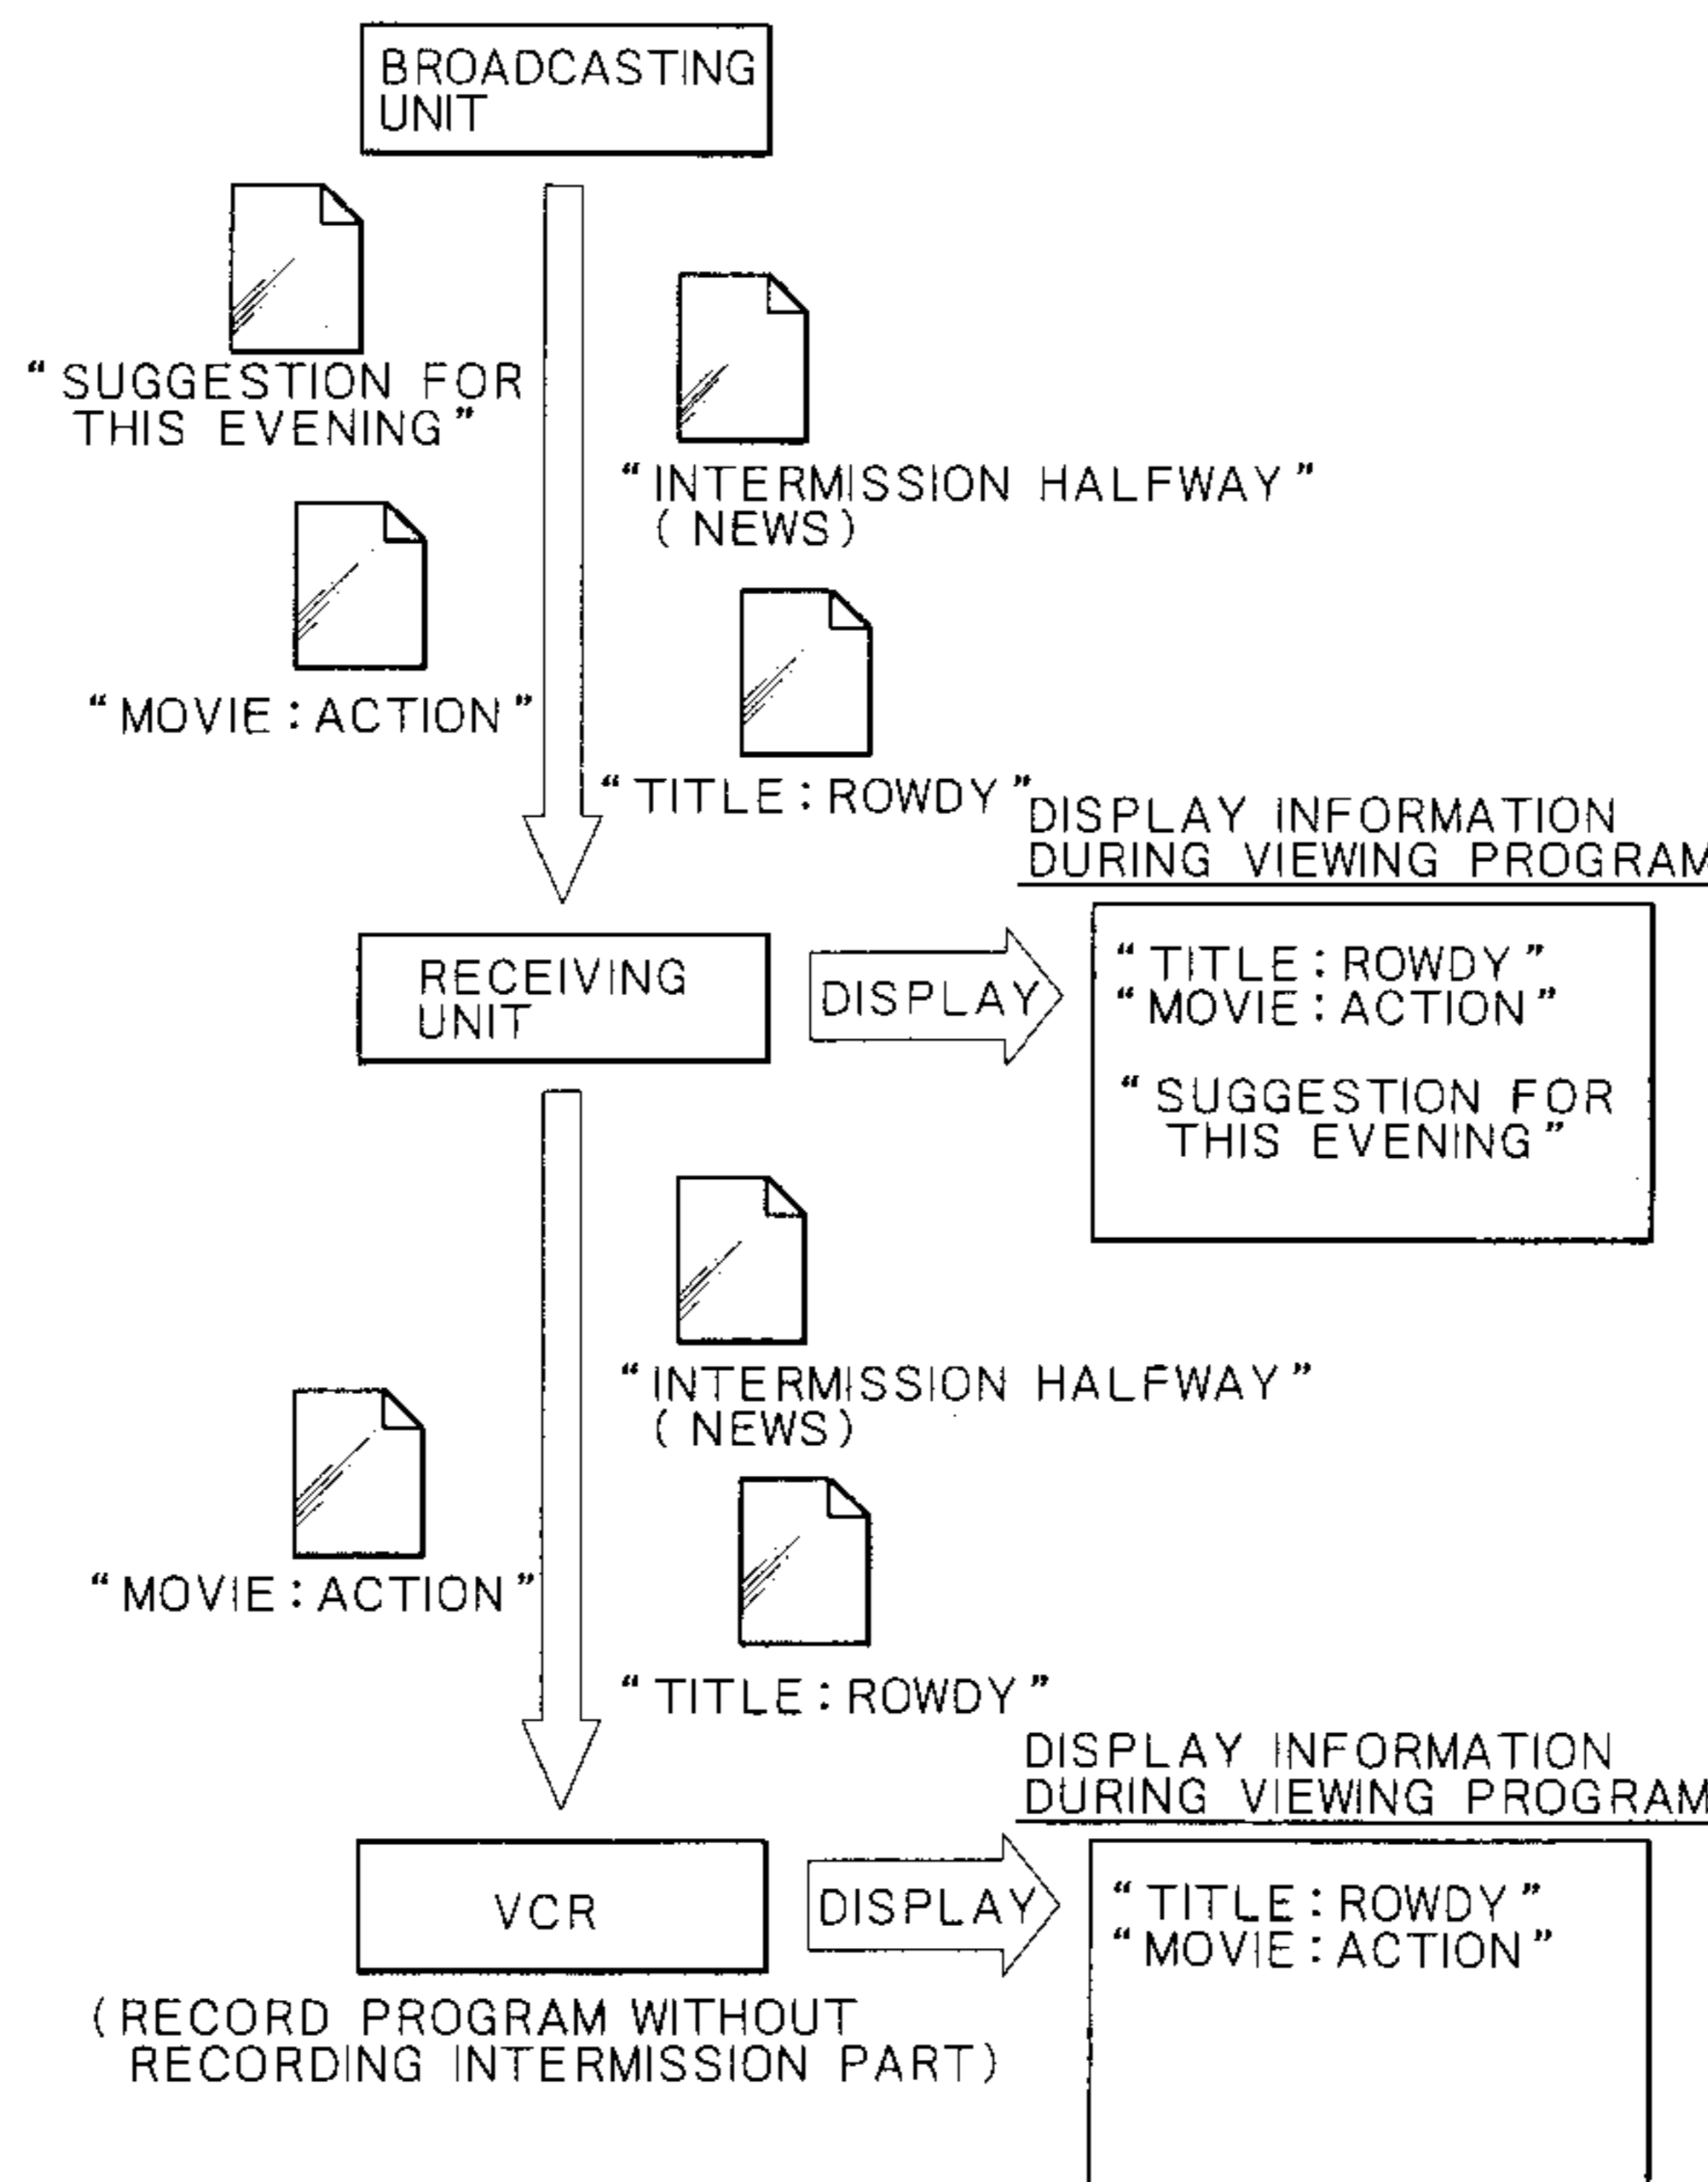 BROADCASTING
UNIT
“SUGGESTION FOR
THIS EVENING”
“INTERMISSION HALFWAY”
(NEWS)
“MOVIE:ACTION”
“TITLE:ROWDY”
DISPLAY INFORMATION
DURING VIEWING PROGRAM
RECEIVING
UNIT
DISPLAY
“TITLE:ROWDY”
“MOVIE:ACTION”
“SUGGESTION FOR
THIS EVENING”
“INTERMISSION HALFWAY”
(NEWS)
“MOVIE:ACTION”
“TITLE:ROWDY”
DISPLAY INFORMATION
DURING VIEWING PROGRAM
VCR
DISPLAY
“TITLE:ROWDY”
“MOVIE:ACTION”
(RECORD PROGRAM WITHOUT
RECORDING INTERMISSION PART)